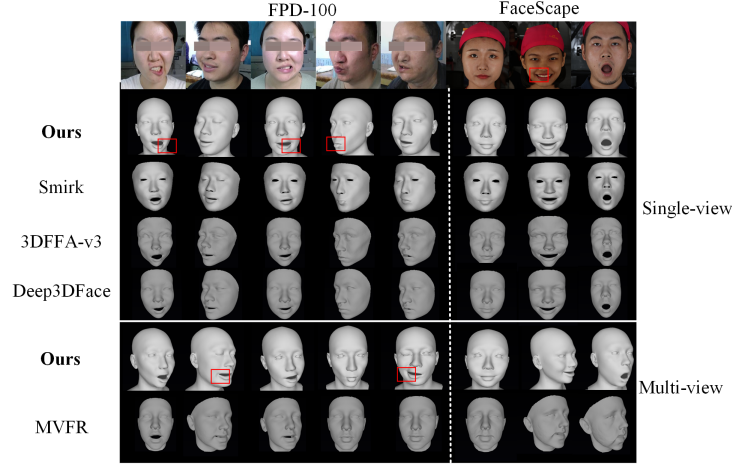 FPD-100 FaceScape
Ours
Smirk
Single-view
3DFFA-v3
Deep3DFace
Ours
Multi-view
MVFR